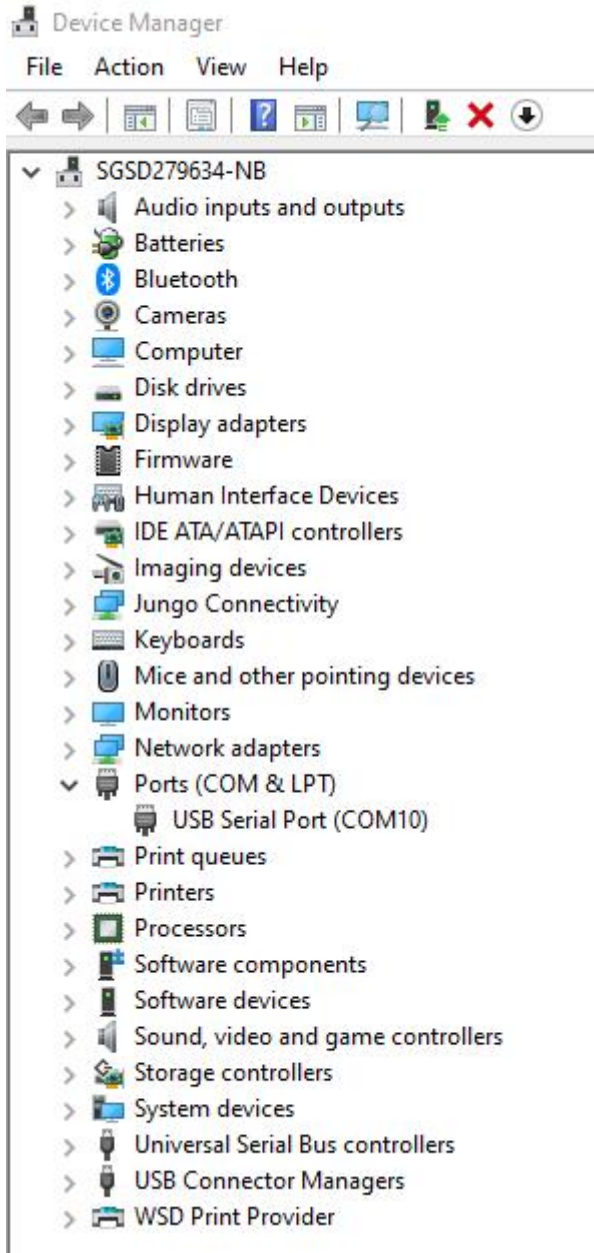 Device Manager
File Action View Help
SGSD279634-NB
Audio inputs and outputs
Batteries
Bluetooth
Cameras
Computer
Disk drives
Display adapters
Firmware
Human Interface Devices
IDE ATA/ATAPI controllers
Imaging devices
Jungo Connectivity
Keyboards
Mice and other pointing devices
Monitors
Network adapters
Ports (COM & LPT)
USB Serial Port (COM10)
Print queues
Printers
Processors
Software components
Software devices
Sound, video and game controllers
Storage controllers
System devices
Universal Serial Bus controllers
USB Connector Managers
WSD Print Provider